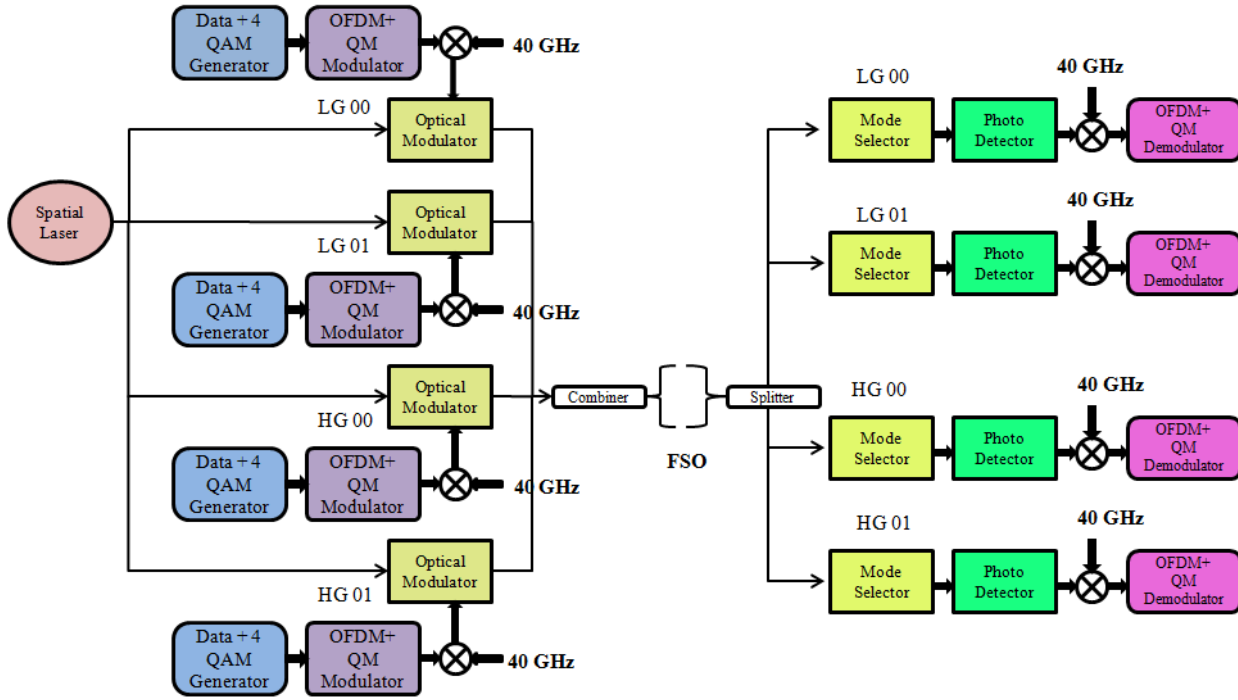 Data + 4
QAM
Generator
OFDM+
QM
Modulator
40 GHz
LG 00
Optical
Modulator
Spatial
Laser
Optical
Modulator
LG 01
Data + 4
QAM
Generator
OFDM+
QM
Modulator
40 GHz
Optical
Modulator
HG 00
Data + 4
QAM
Generator
OFDM+
QM
Modulator
40 GHz
Optical
Modulator
HG 01
Data + 4
QAM
Generator
OFDM+
QM
Modulator
40 GHz
Combiner
FSO
Splitter
LG 00
Mode
Selector
Photo
Detector
40 GHz
OFDM+
QM
Demodulator
LG 01
Mode
Selector
Photo
Detector
40 GHz
OFDM+
QM
Demodulator
HG 00
Mode
Selector
Photo
Detector
40 GHz
OFDM+
QM
Demodulator
HG 01
Mode
Selector
Photo
Detector
40 GHz
OFDM+
QM
Demodulator